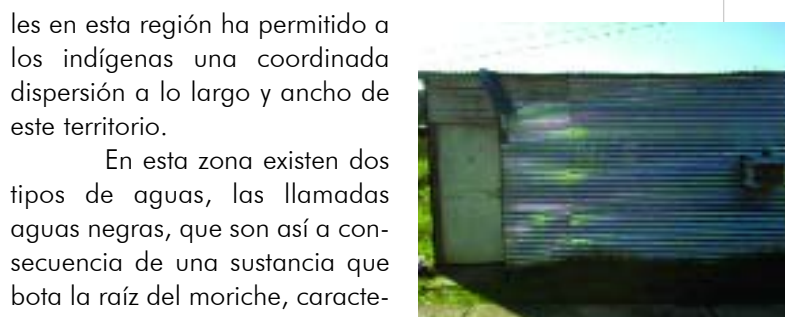 les en esta región ha permitido a
los indígenas una coordinada
dispersión a lo largo y ancho de
este territorio.
En esta zona existen dos
tipos de aguas, las llamadas
aguas negras, que son así a con-
secuencia de una sustancia que
bota la raíz del moriche, caracte-